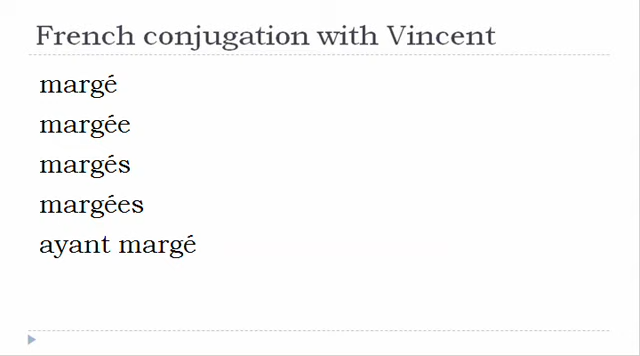 French conjugation with Vincent
margé
margée
margés
margées
ayant margé